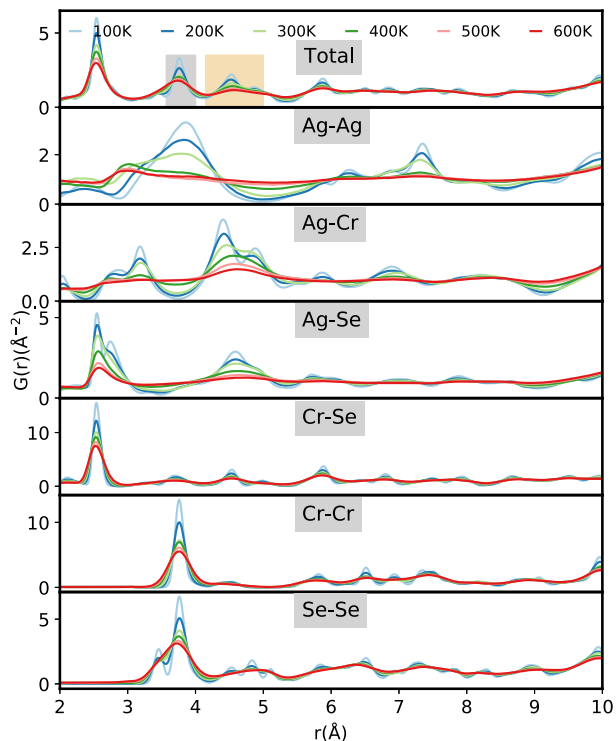 100K 200K 300K 400K 500K 600K
5
Total
0
Ag-Ag
2
0
Ag-Cr
2.5
0.0
Ag-Se
5
0
Cr-Se
10
0
Cr-Cr
10
0
Se-Se
5
0
G(r)(Å⁻²)
2 3 4 5 6 7 8 9 10
r(Å)